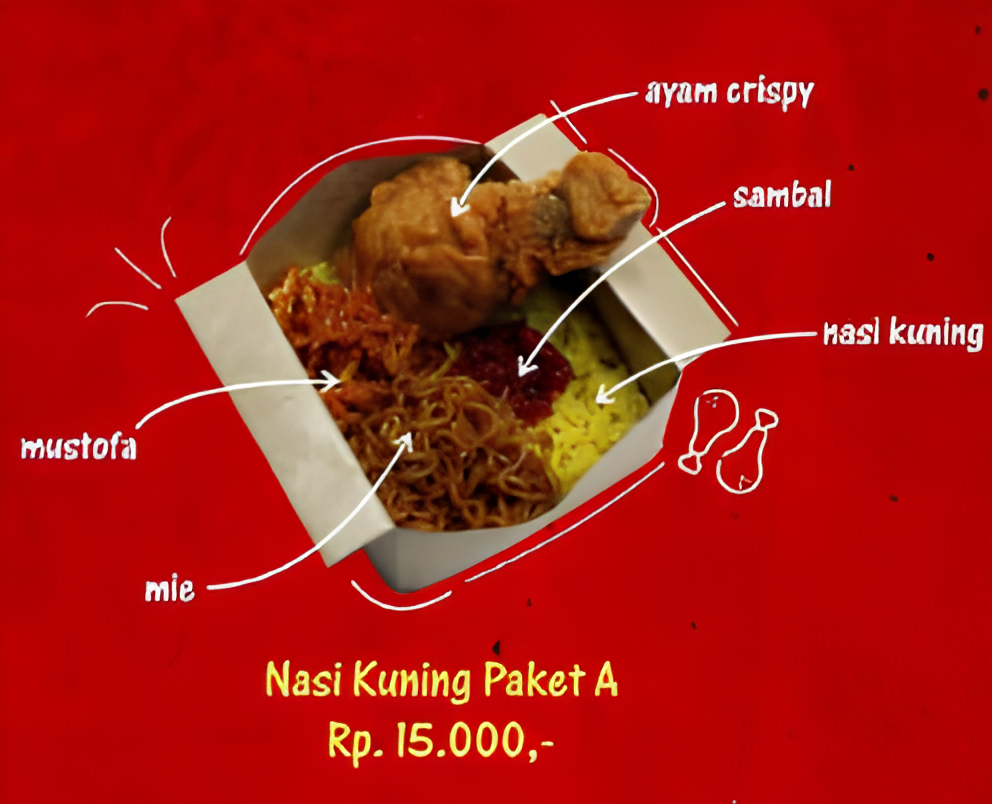 ayam crispy
sambal
nasi kuning
mustofa
mie
Nasi Kuning Paket A
Rp. 15.000,-